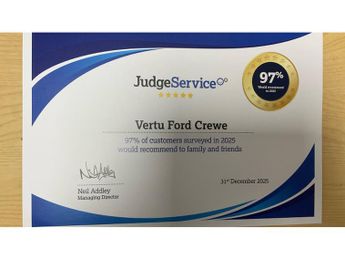 JudgeService
97%
Would recommend
in 2025
Vertu Ford Crewe
97% of customers surveyed in 2025
would recommend to family and friends
Neil Addley
Managing Director
31st December 2025